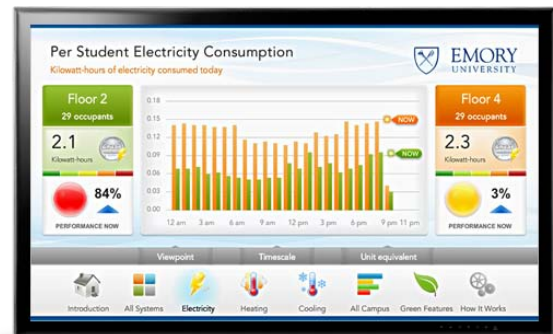 Per Student Electricity Consumption
Kilowatt-hours of electricity consumed today
EMORY
UNIVERSITY
Floor 2
29 occupants
2.1
Kilowatt-hours
84%
PERFORMANCE NOW
0.18
0.15
0.12
0.09
0.06
0.03
0.00
12 am 3 am 6 am 9 am 12 pm 3 pm 6 pm 9 pm 11 pm
NOW
NOW
Floor 4
29 occupants
2.3
Kilowatt-hours
3%
PERFORMANCE NOW
Viewpoint Timescale Unit equivalent
Introduction All Systems Electricity Heating Cooling All Campus Green Features How It Works